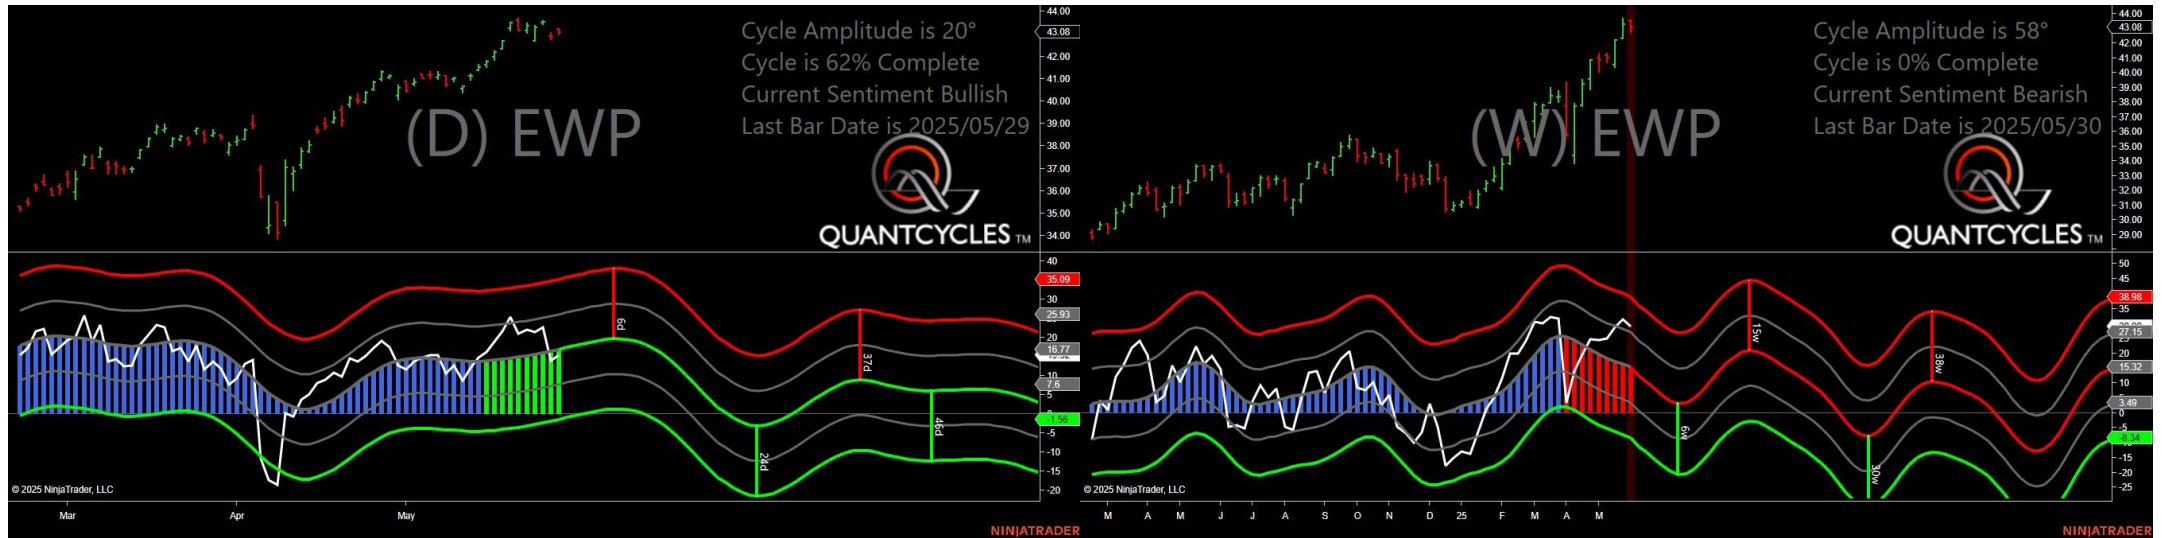 Cycle Amplitude is 20°
Cycle is 62% Complete
Current Sentiment Bullish
Last Bar Date is 2025/05/29
(D) EWP
QUANTCYCLES TM
44.00
43.08
42.00
41.00
40.00
39.00
38.00
37.00
36.00
35.00
34.00
40
35.09
30
25.93
20
16.77
10
7.6
5
-1.56
-5
-10
-15
-20
6d
24d
37d
46d
© 2025 NinjaTrader, LLC
Mar
Apr
May
NINJATRADER
Cycle Amplitude is 58°
Cycle is 0% Complete
Current Sentiment Bearish
Last Bar Date is 2025/05/30
(W) EWP
QUANTCYCLES TM
44.00
43.08
42.00
41.00
40.00
39.00
38.00
37.00
36.00
35.00
34.00
33.00
32.00
31.00
30.00
29.00
50
45
38.98
35
27.15
20
15.32
10
3.49
0
-5
-8.34
-15
-20
-25
6w
15w
30w
38w
© 2025 NinjaTrader, LLC
M A M J J A S O N D 25 F M A M
NINJATRADER